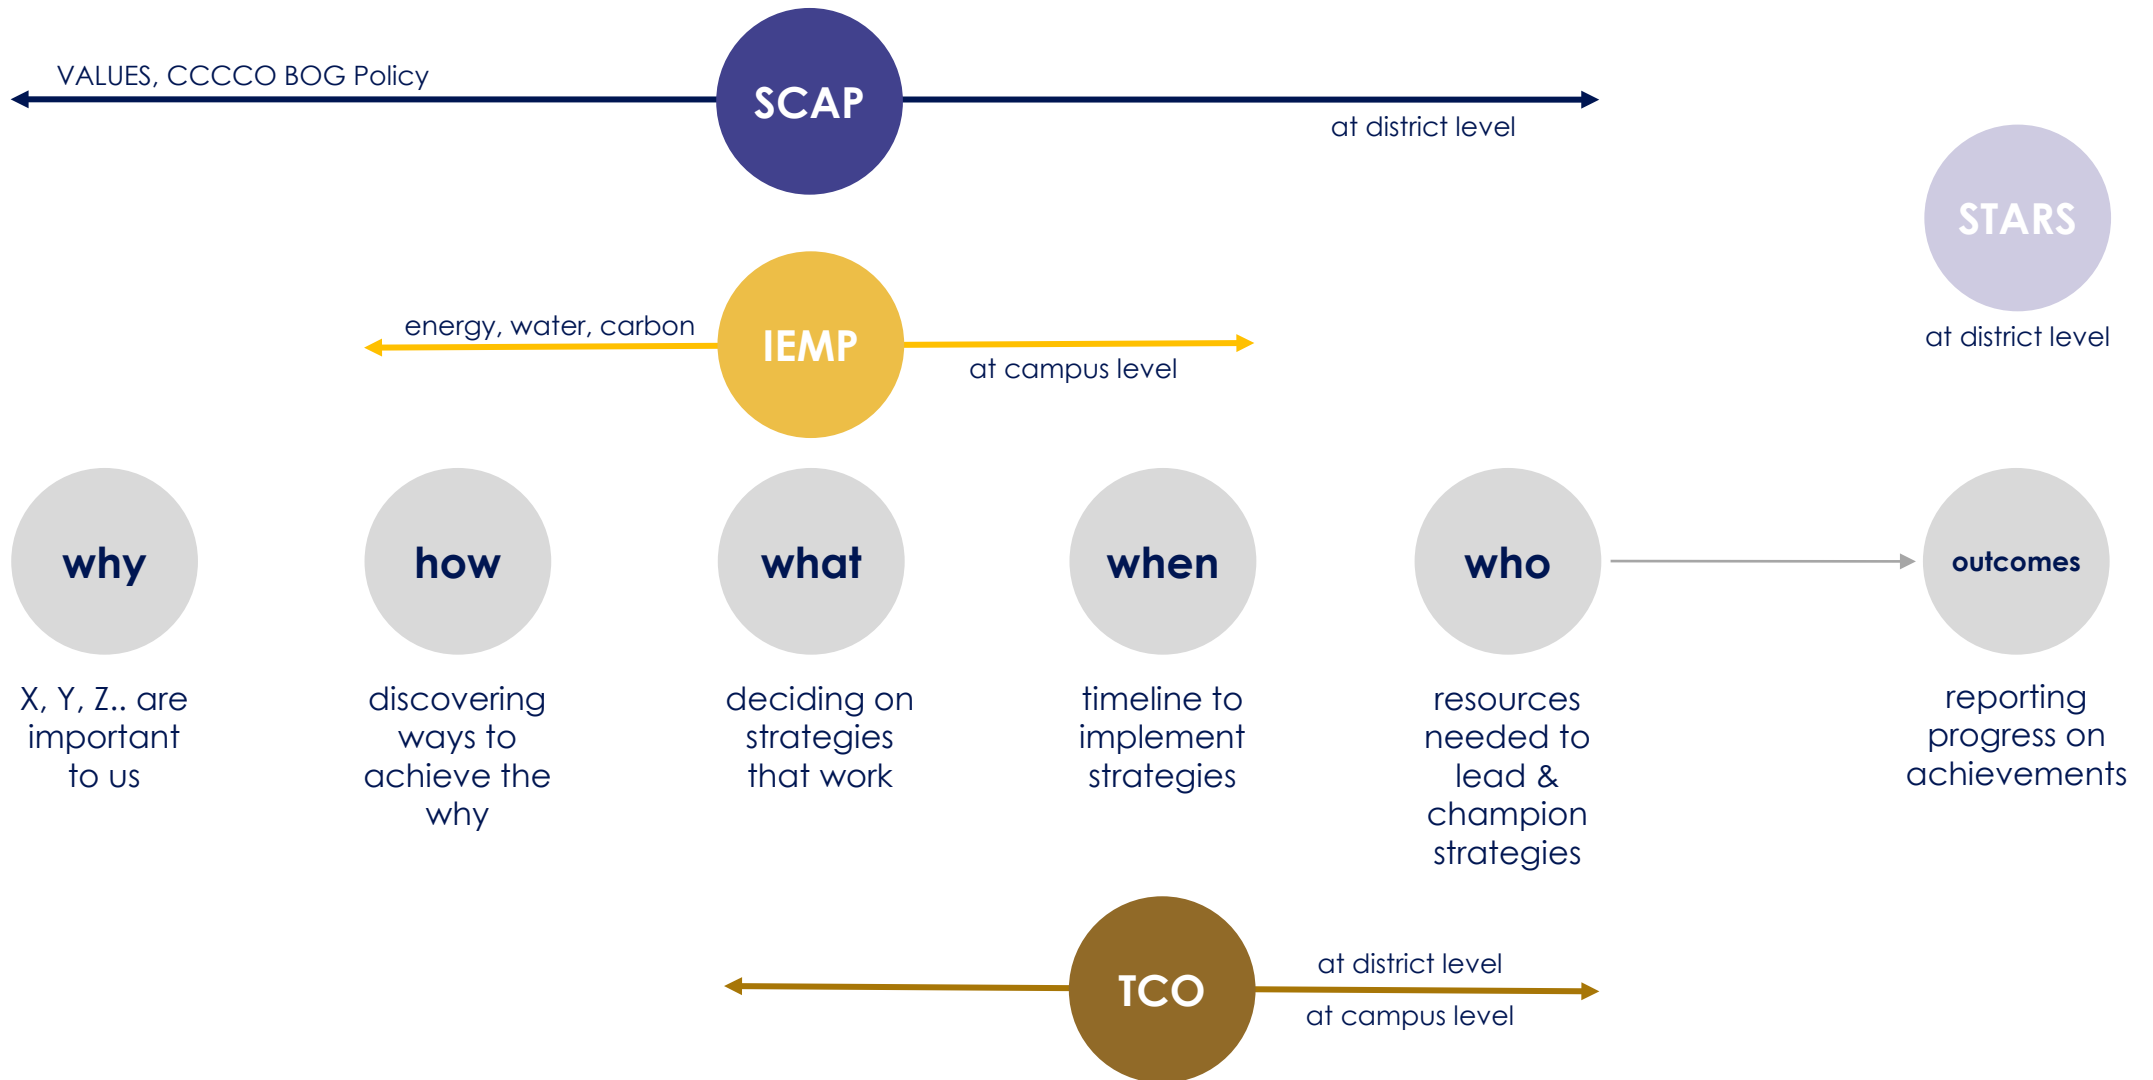 VALUES, CCCCO BOG Policy
SCAP
at district level
STARS
at district level
energy, water, carbon
IEMP
at campus level
why
how
what
when
who
outcomes
X, Y, Z.. are
important
to us
discovering
ways to
achieve the
why
deciding on
strategies
that work
timeline to
implement
strategies
resources
needed to
lead &
champion
strategies
reporting
progress on
achievements
TCO
at district level
at campus level